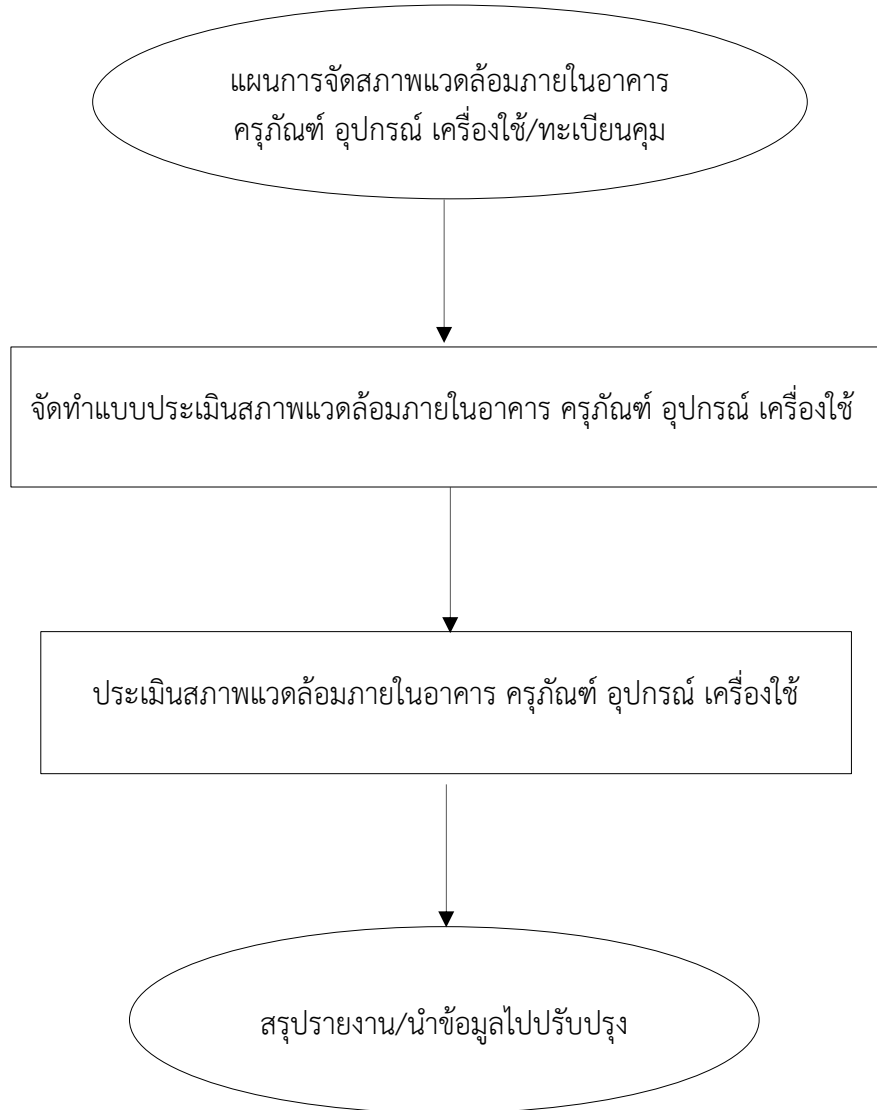 แผนการจัดสภาพแวดล้อมภายในอาคาร
ครุภัณฑ์ อุปกรณ์ เครื่องใช้/ทะเบียนคุม
จัดทำแบบประเมินสภาพแวดล้อมภายในอาคาร ครุภัณฑ์ อุปกรณ์ เครื่องใช้
ประเมินสภาพแวดล้อมภายในอาคาร ครุภัณฑ์ อุปกรณ์ เครื่องใช้
สรุปรายงาน/นำข้อมูลไปปรับปรุง